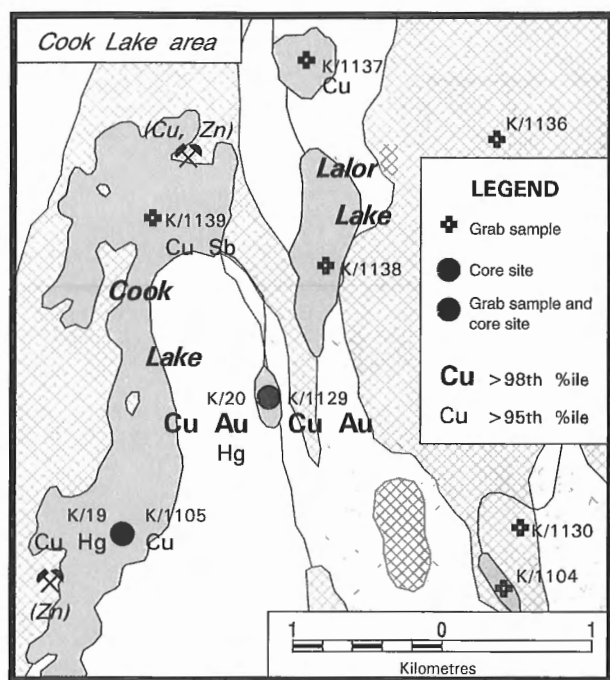 Cook Lake area
K/1137
Cu
K/1136
(Cu, Zn)
Lalor
Lake
K/1139
Cu Sb
K/1138
Cook
Lake
LEGEND
Grab sample
Core site
Grab sample and
core site
Cu >98th %ile
Cu >95th %ile
K/20 K/1129
Cu Au Cu Au
Hg
K/19 K/1105
Cu Hg Cu
(Zn)
K/1130
K/1104
1 0 1
Kilometres